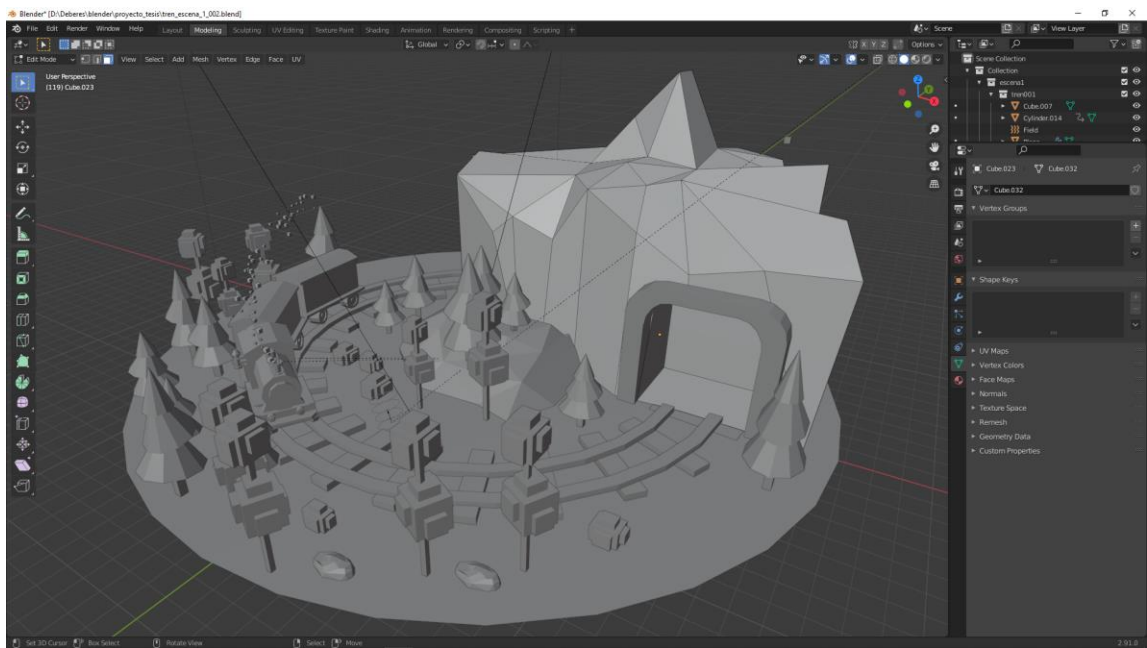 Blender* [D:\Deberes\blender\proyecto_tesis\tren_escena_1_002.blend]
File Edit Render Window Help Layout Modeling Sculpting UV Editing Texture Paint Shading Animation Rendering Compositing Scripting + Scene View Layer
Global X Y Z Options
Edit Mode View Select Add Mesh Vertex Edge Face UV
User Perspective
(119) Cube.023
Z
Y
X
Scene Collection
Collection
escena1
tren001
Cube.007
Cylinder.014
Field
Cube.023 Cube.032
Cube.032
Vertex Groups
Shape Keys
UV Maps
Vertex Colors
Face Maps
Normals
Texture Space
Remesh
Geometry Data
Custom Properties
Set 3D Cursor Box Select Rotate View Select Move 2.91.0